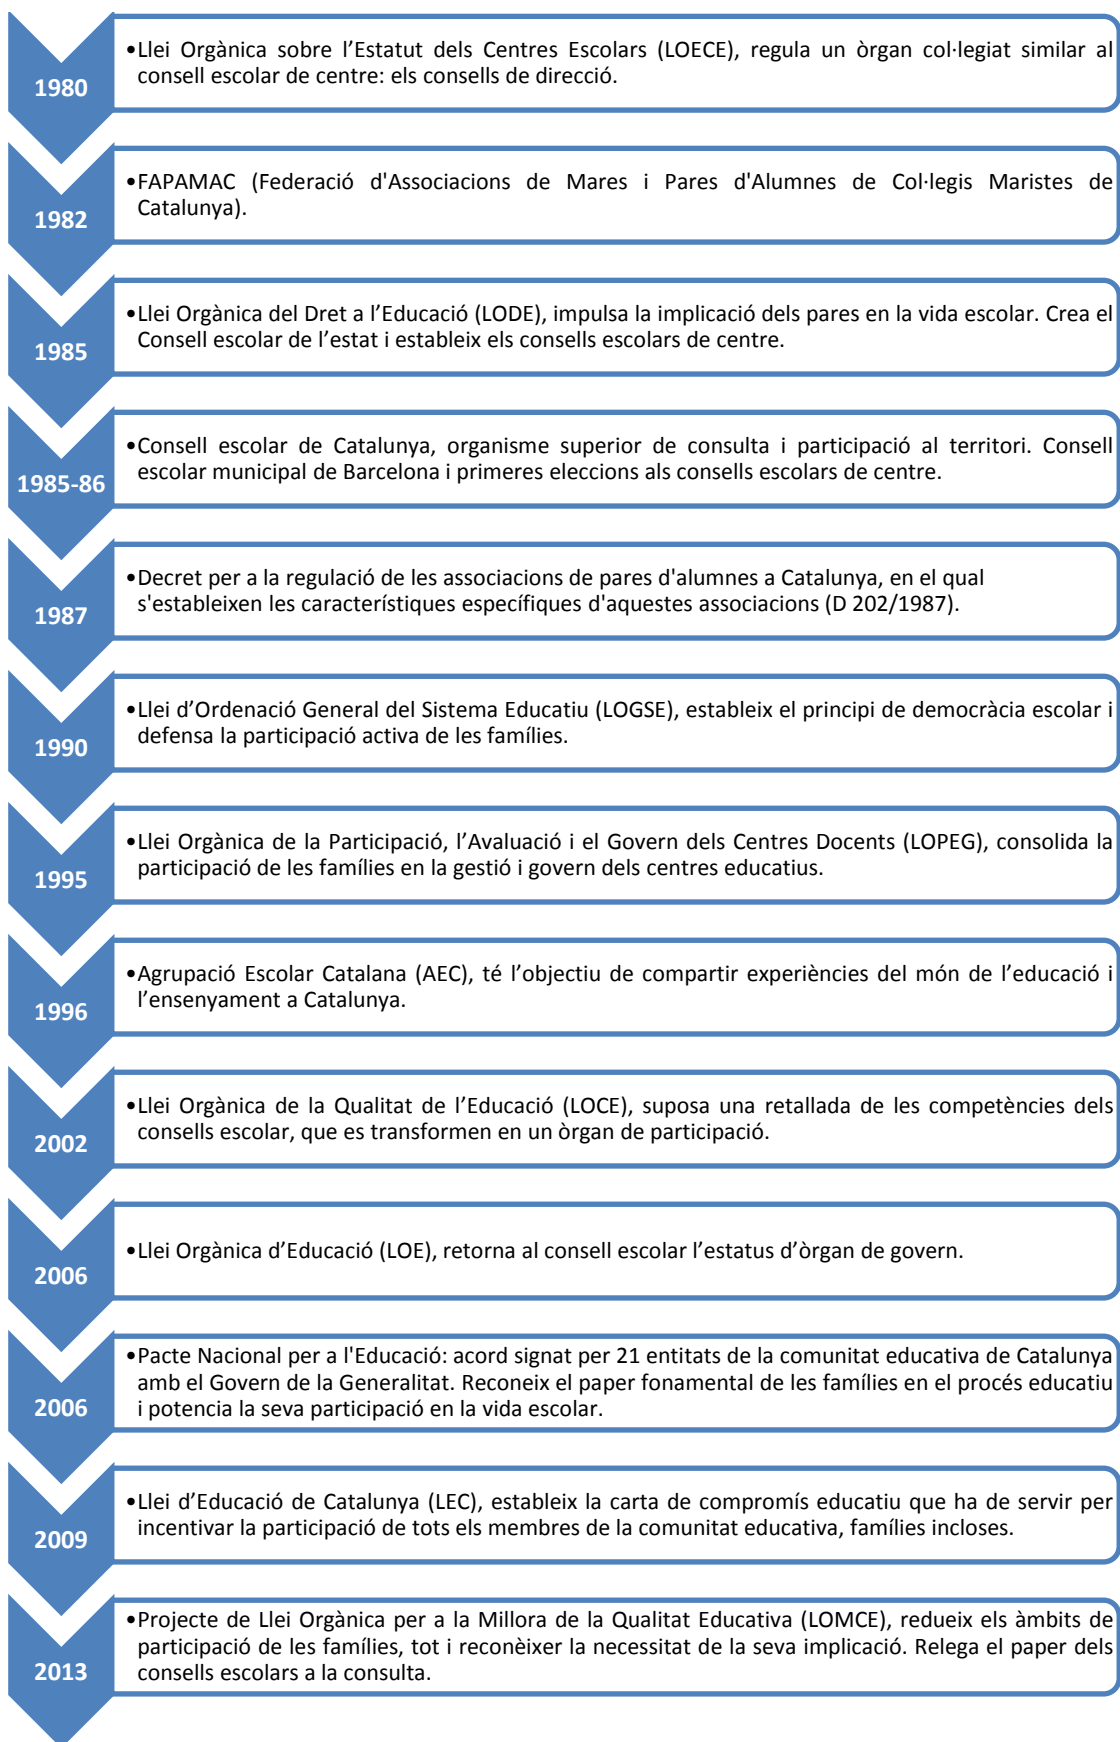 1980
•Llei Orgànica sobre l’Estatut dels Centres Escolars (LOECE), regula un òrgan col·legiat similar al
consell escolar de centre: els consells de direcció.
1982
•FAPAMAC (Federació d'Associacions de Mares i Pares d'Alumnes de Col·legis Maristes de
Catalunya).
1985
•Llei Orgànica del Dret a l’Educació (LODE), impulsa la implicació dels pares en la vida escolar. Crea el
Consell escolar de l’estat i estableix els consells escolars de centre.
1985-86
•Consell escolar de Catalunya, organisme superior de consulta i participació al territori. Consell
escolar municipal de Barcelona i primeres eleccions als consells escolars de centre.
1987
•Decret per a la regulació de les associacions de pares d'alumnes a Catalunya, en el qual
s'estableixen les característiques específiques d'aquestes associacions (D 202/1987).
1990
•Llei d’Ordenació General del Sistema Educatiu (LOGSE), estableix el principi de democràcia escolar i
defensa la participació activa de les famílies.
1995
•Llei Orgànica de la Participació, l’Avaluació i el Govern dels Centres Docents (LOPEG), consolida la
participació de les famílies en la gestió i govern dels centres educatius.
1996
•Agrupació Escolar Catalana (AEC), té l’objectiu de compartir experiències del món de l’educació i
l’ensenyament a Catalunya.
2002
•Llei Orgànica de la Qualitat de l’Educació (LOCE), suposa una retallada de les competències dels
consells escolar, que es transformen en un òrgan de participació.
2006
•Llei Orgànica d’Educació (LOE), retorna al consell escolar l’estatus d’òrgan de govern.
2006
•Pacte Nacional per a l'Educació: acord signat per 21 entitats de la comunitat educativa de Catalunya
amb el Govern de la Generalitat. Reconeix el paper fonamental de les famílies en el procés educatiu
i potencia la seva participació en la vida escolar.
2009
•Llei d’Educació de Catalunya (LEC), estableix la carta de compromís educatiu que ha de servir per
incentivar la participació de tots els membres de la comunitat educativa, famílies incloses.
2013
•Projecte de Llei Orgànica per a la Millora de la Qualitat Educativa (LOMCE), redueix els àmbits de
participació de les famílies, tot i reconèixer la necessitat de la seva implicació. Relega el paper dels
consells escolars a la consulta.